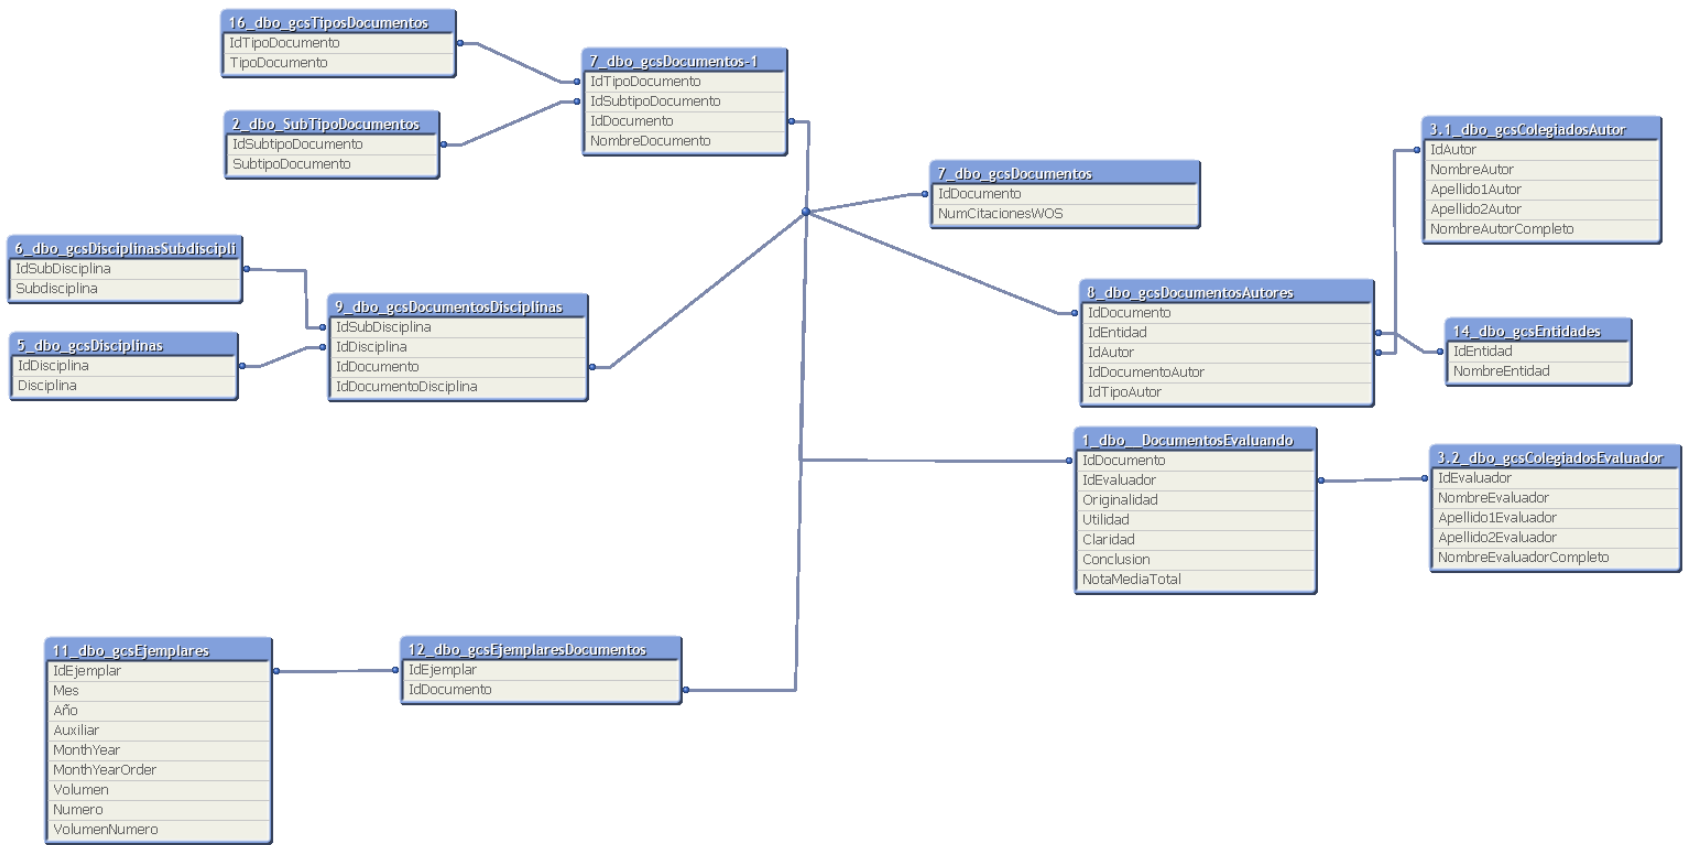 16_dbo_gcsTiposDocumentos
IdTipoDocumento
TipoDocumento
7_dbo_gcsDocumentos-1
IdTipoDocumento
IdSubtipoDocumento
IdDocumento
NombreDocumento
2_dbo_SubTipoDocumentos
IdSubtipoDocumento
SubtipoDocumento
7_dbo_gcsDocumentos
IdDocumento
NumCitacionesWOS
3.1_dbo_gcsColegiadosAutor
IdAutor
NombreAutor
Apellido1Autor
Apellido2Autor
NombreAutorCompleto
6_dbo_gcsDisciplinasSubdiscipli
IdSubDisciplina
Subdisciplina
9_dbo_gcsDocumentosDisciplinas
IdSubDisciplina
IdDisciplina
IdDocumento
IdDocumentoDisciplina
5_dbo_gcsDisciplinas
IdDisciplina
Disciplina
8_dbo_gcsDocumentosAutores
IdDocumento
IdEntidad
IdAutor
IdDocumentoAutor
IdTipoAutor
14_dbo_gcsEntidades
IdEntidad
NombreEntidad
1_dbo__DocumentosEvaluando
IdDocumento
IdEvaluador
Originalidad
Utilidad
Claridad
Conclusion
NotaMediaTotal
3.2_dbo_gcsColegiadosEvaluador
IdEvaluador
NombreEvaluador
Apellido1Evaluador
Apellido2Evaluador
NombreEvaluadorCompleto
11_dbo_gcsEjemplares
IdEjemplar
Mes
Año
Auxiliar
MonthYear
MonthYearOrder
Volumen
Numero
VolumenNumero
12_dbo_gcsEjemplaresDocumentos
IdEjemplar
IdDocumento